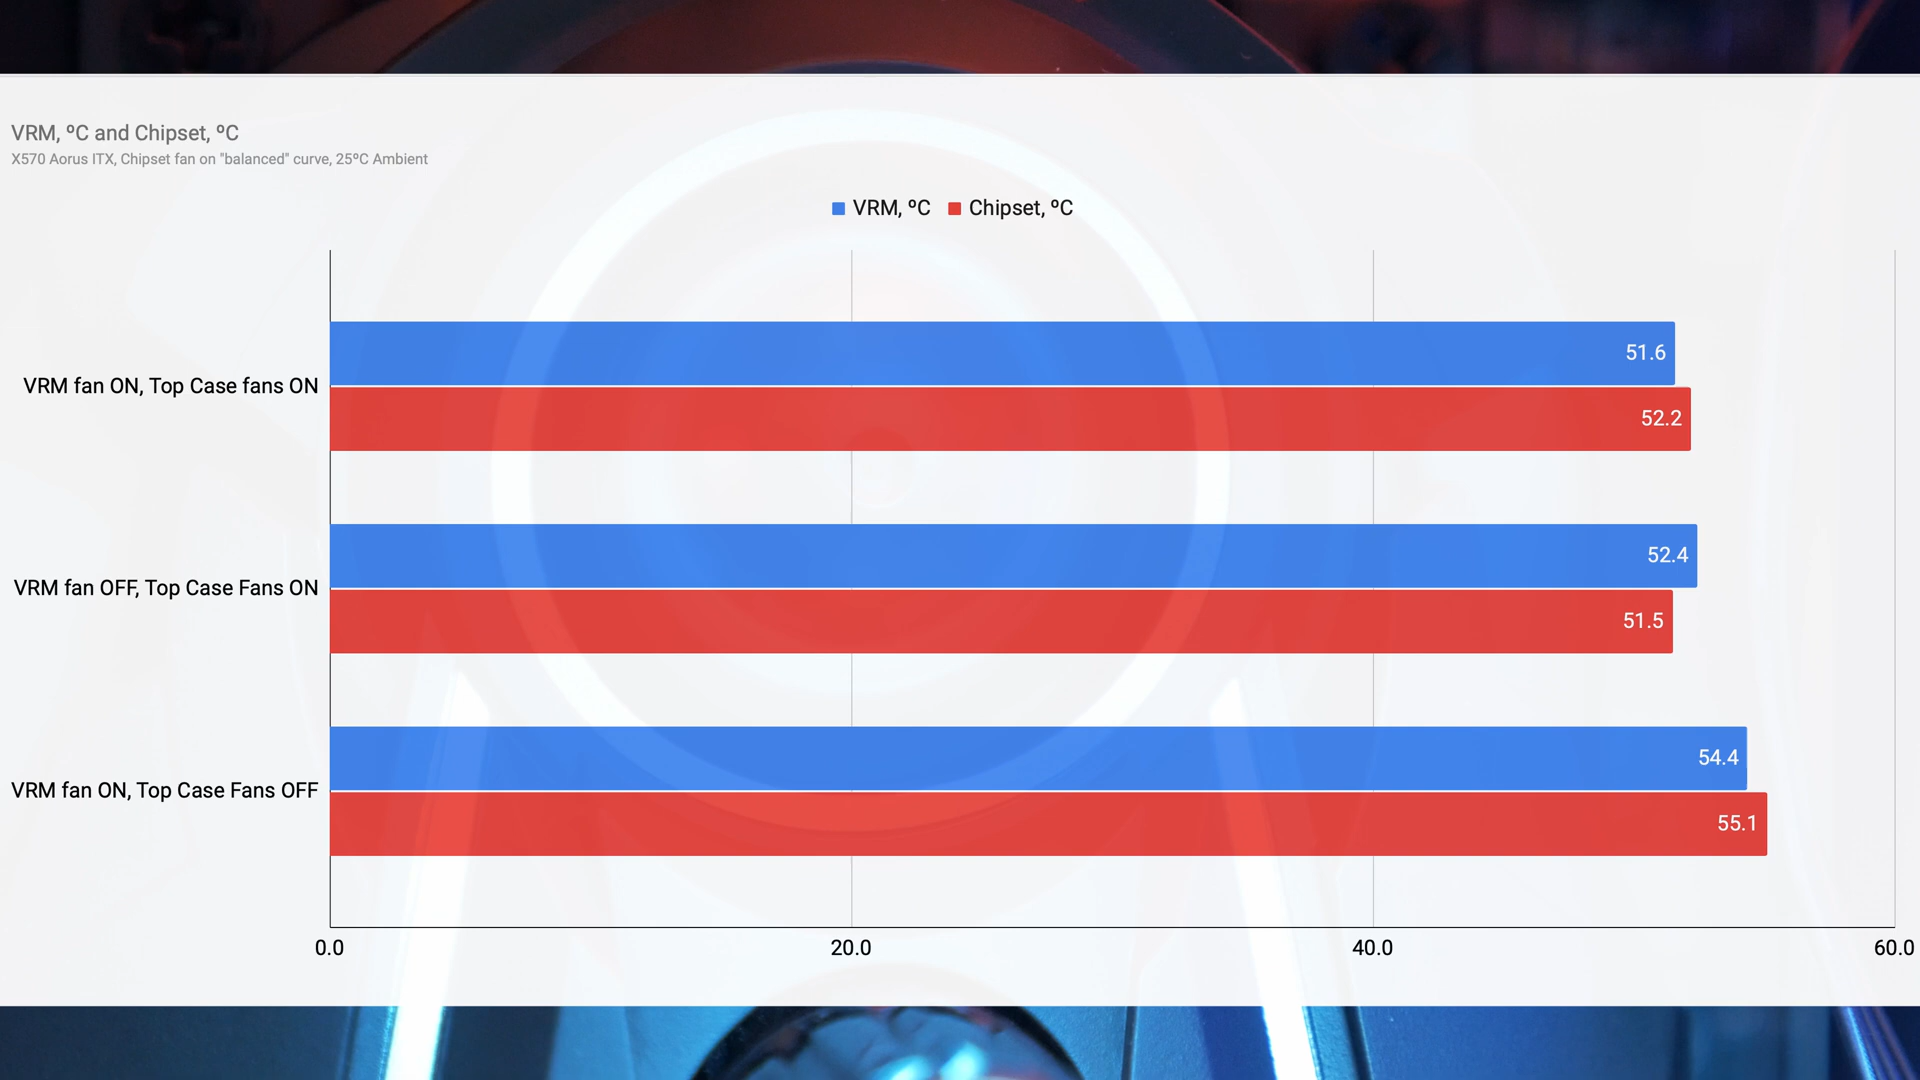 VRM, ºC and Chipset, ºC
X570 Aorus ITX, Chipset fan on "balanced" curve, 25ºC Ambient
VRM, ºC Chipset, ºC
VRM fan ON, Top Case fans ON
51.6
52.2
VRM fan OFF, Top Case Fans ON
52.4
51.5
VRM fan ON, Top Case Fans OFF
54.4
55.1
0.0 20.0 40.0 60.0